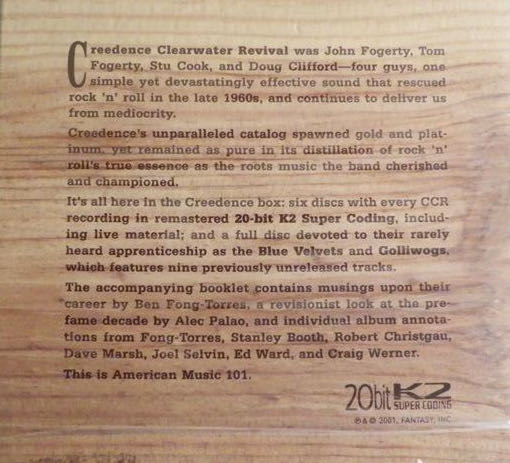 Creedence Clearwater Revival was John Fogerty, Tom
Fogerty, Stu Cook, and Doug Clifford—four guys, one
simple yet devastatingly effective sound that rescued
rock 'n' roll in the late 1960s, and continues to deliver us
from mediocrity.
Creedence's unparalleled catalog spawned gold and plat-
inum, yet remained as pure in its distillation of rock 'n'
roll's true essence as the roots music the band cherished
and championed.
It's all here in the Creedence box: six discs with every CCR
recording in remastered 20-bit K2 Super Coding, includ-
ing live material; and a full disc devoted to their rarely
heard apprenticeship as the Blue Velvets and Golliwogs,
which features nine previously unreleased tracks.
The accompanying booklet contains musings upon their
career by Ben Fong-Torres, a revisionist look at the pre-
fame decade by Alec Palao, and individual album annota-
tions from Fong-Torres, Stanley Booth, Robert Christgau,
Dave Marsh, Joel Selvin, Ed Ward, and Craig Werner.
This is American Music 101.
20bit K2
SUPER CODING
℗ & © 2001, FANTASY, INC.